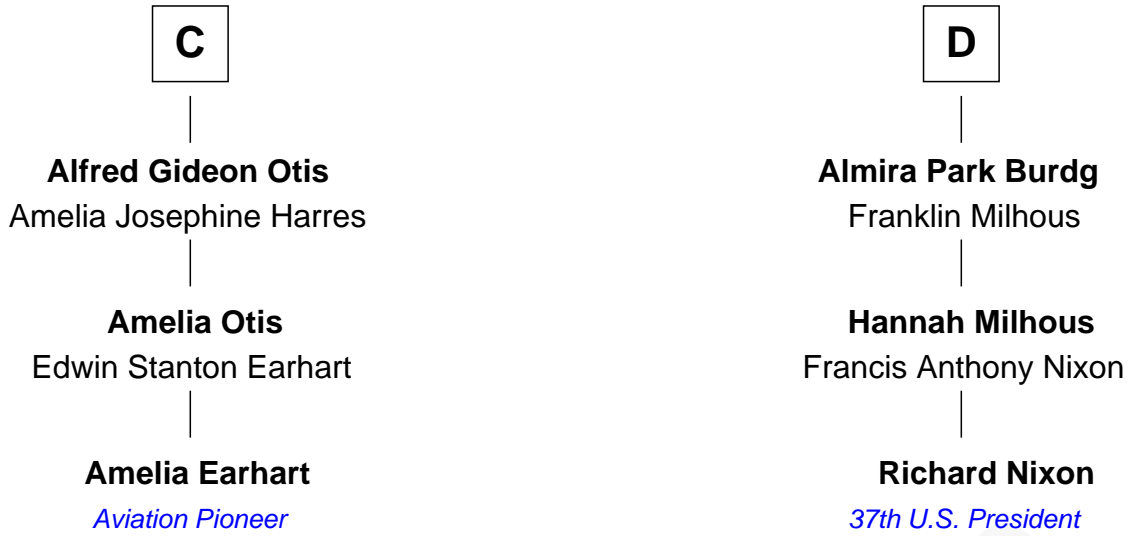 C
Alfred Gideon Otis
Amelia Josephine Harres
Amelia Otis
Edwin Stanton Earhart
Amelia Earhart
Aviation Pioneer
D
Almira Park Burdg
Franklin Milhous
Hannah Milhous
Francis Anthony Nixon
Richard Nixon
37th U.S. President